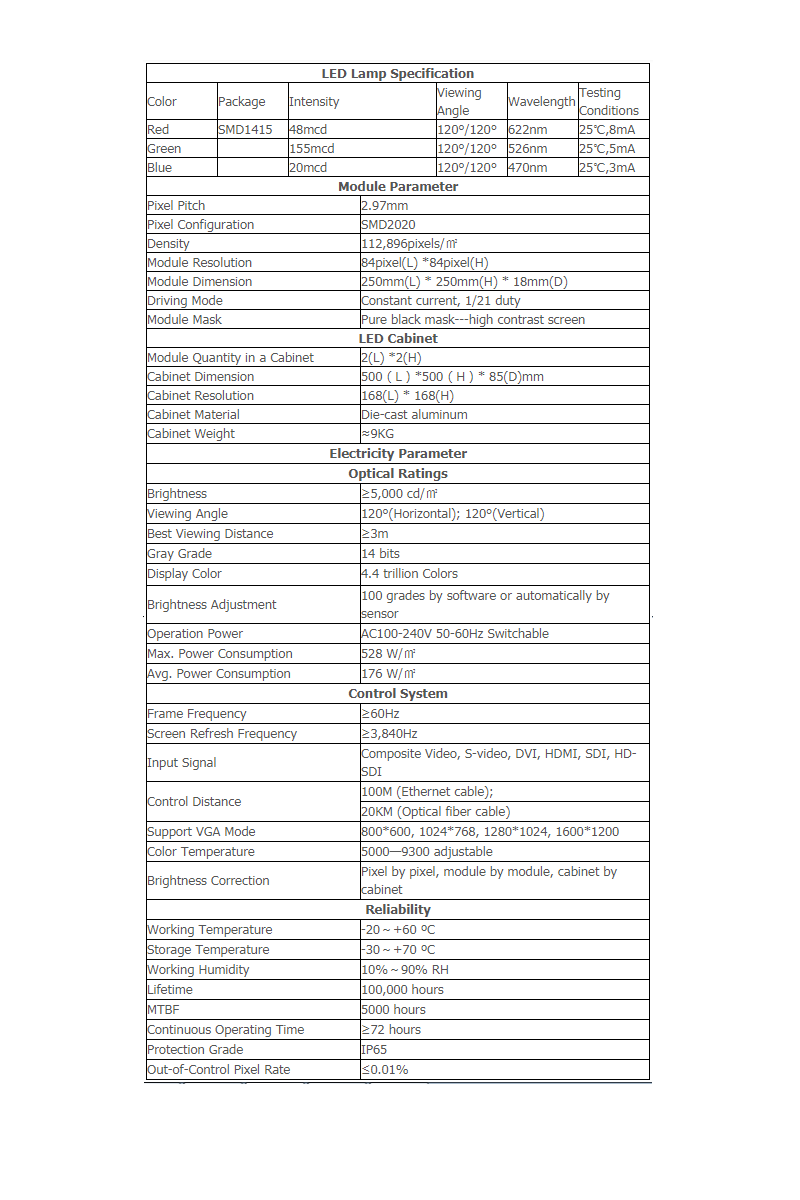 LED Lamp Specification
Color Package Intensity Viewing Angle Wavelength Testing Conditions
Red SMD1415 48mcd 120°/120° 622nm 25℃,8mA
Green 155mcd 120°/120° 526nm 25℃,5mA
Blue 20mcd 120°/120° 470nm 25℃,3mA
Module Parameter
Pixel Pitch 2.97mm
Pixel Configuration SMD2020
Density 112,896pixels/㎡
Module Resolution 84pixel(L) *84pixel(H)
Module Dimension 250mm(L) * 250mm(H) * 18mm(D)
Driving Mode Constant current, 1/21 duty
Module Mask Pure black mask---high contrast screen
LED Cabinet
Module Quantity in a Cabinet 2(L) *2(H)
Cabinet Dimension 500 ( L ) *500 ( H ) * 85(D)mm
Cabinet Resolution 168(L) * 168(H)
Cabinet Material Die-cast aluminum
Cabinet Weight ≈9KG
Electricity Parameter
Optical Ratings
Brightness ≥5,000 cd/㎡
Viewing Angle 120°(Horizontal); 120°(Vertical)
Best Viewing Distance ≥3m
Gray Grade 14 bits
Display Color 4.4 trillion Colors
Brightness Adjustment 100 grades by software or automatically by
sensor
Operation Power AC100-240V 50-60Hz Switchable
Max. Power Consumption 528 W/㎡
Avg. Power Consumption 176 W/㎡
Control System
Frame Frequency ≥60Hz
Screen Refresh Frequency ≥3,840Hz
Input Signal Composite Video, S-video, DVI, HDMI, SDI, HD-
SDI
Control Distance 100M (Ethernet cable);
20KM (Optical fiber cable)
Support VGA Mode 800*600, 1024*768, 1280*1024, 1600*1200
Color Temperature 5000—9300 adjustable
Brightness Correction Pixel by pixel, module by module, cabinet by
cabinet
Reliability
Working Temperature -20～+60 ºC
Storage Temperature -30～+70 ºC
Working Humidity 10%～90% RH
Lifetime 100,000 hours
MTBF 5000 hours
Continuous Operating Time ≥72 hours
Protection Grade IP65
Out-of-Control Pixel Rate ≤0.01%